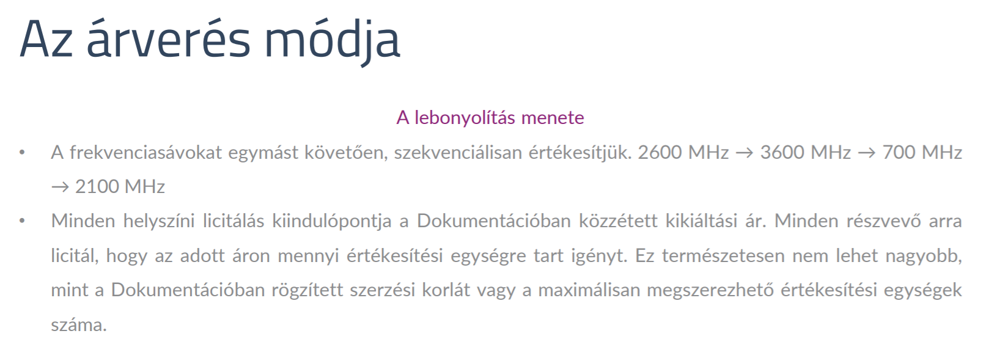 Az árverés módja
A lebonyolítás menete
• A frekvenciasávokat egymást követően, szekvenciálisan értékesítjük. 2600 MHz → 3600 MHz → 700 MHz
→ 2100 MHz
• Minden helyszíni licitálás kiindulópontja a Dokumentációban közzétett kikiáltási ár. Minden részvevő arra
licitál, hogy az adott áron mennyi értékesítési egységre tart igényt. Ez természetesen nem lehet nagyobb,
mint a Dokumentációban rögzített szerzési korlát vagy a maximálisan megszerezhető értékesítési egységek
száma.